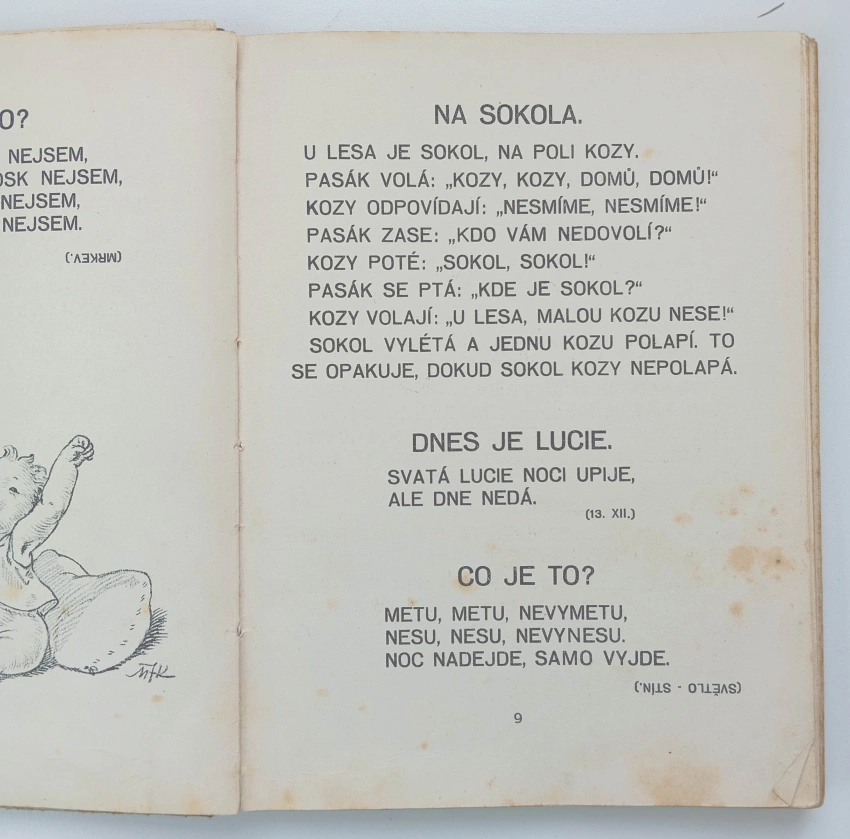 O?
NEJSEM,
OSK NEJSEM,
NEJSEM,
NEJSEM.
(MRKEV.)
NA SOKOLA.
U LESA JE SOKOL, NA POLI KOZY.
PASÁK VOLÁ: „KOZY, KOZY, DOMŮ, DOMŮ!“
KOZY ODPOVÍDAJÍ: „NESMÍME, NESMÍME!“
PASÁK ZASE: „KDO VÁM NEDOVOLÍ?“
KOZY POTÉ: „SOKOL, SOKOL!“
PASÁK SE PTÁ: „KDE JE SOKOL?“
KOZY VOLAJÍ: „U LESA, MALOU KOZU NESE!“
SOKOL VYLÉTÁ A JEDNU KOZU POLAPÍ. TO
SE OPAKUJE, DOKUD SOKOL KOZY NEPOLAPÁ.
DNES JE LUCIE.
SVATÁ LUCIE NOCI UPIJE,
ALE DNE NEDÁ.
(13. XII.)
CO JE TO?
METU, METU, NEVYMETU,
NESU, NESU, NEVYNESU.
NOC NADEJDE, SAMO VYJDE.
(SVĚTLO - STÍN.)
9